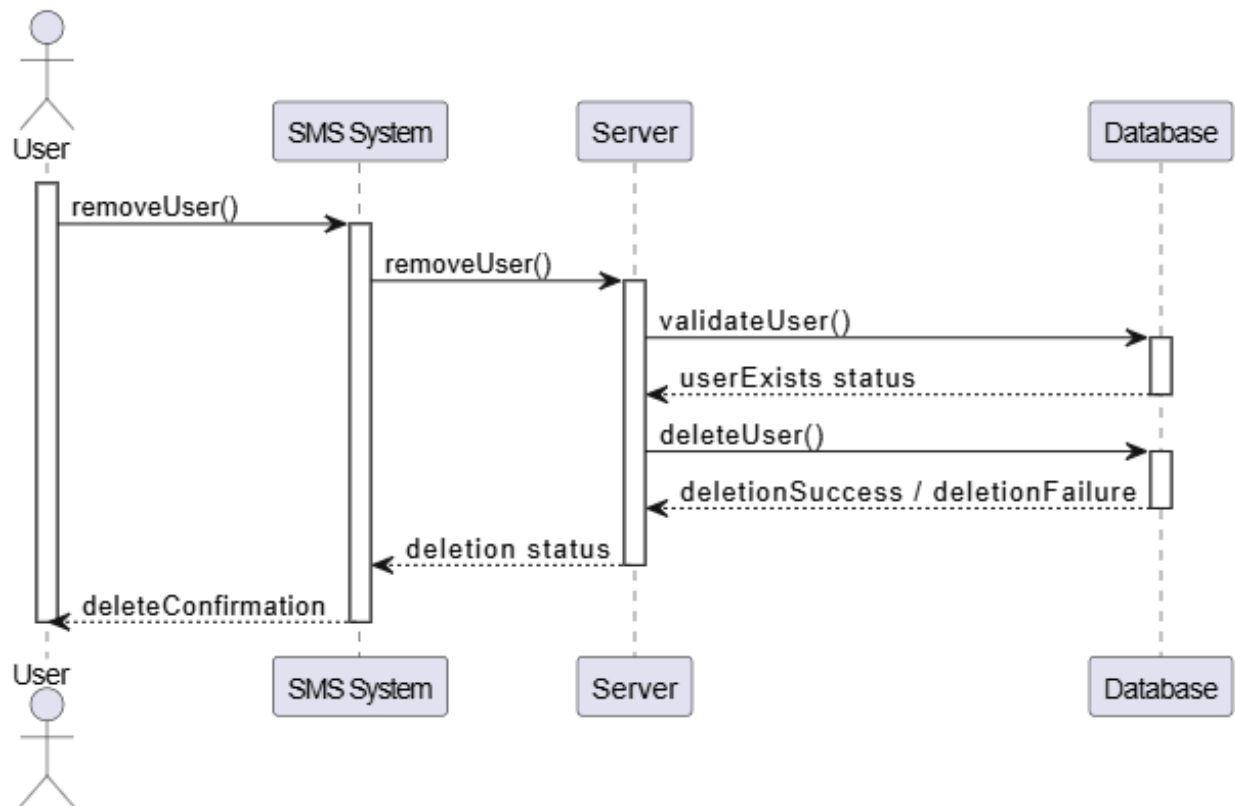 User
SMS System
Server
Database
removeUser()
removeUser()
validateUser()
userExists status
deleteUser()
deletionSuccess / deletionFailure
deletion status
deleteConfirmation
User
SMS System
Server
Database